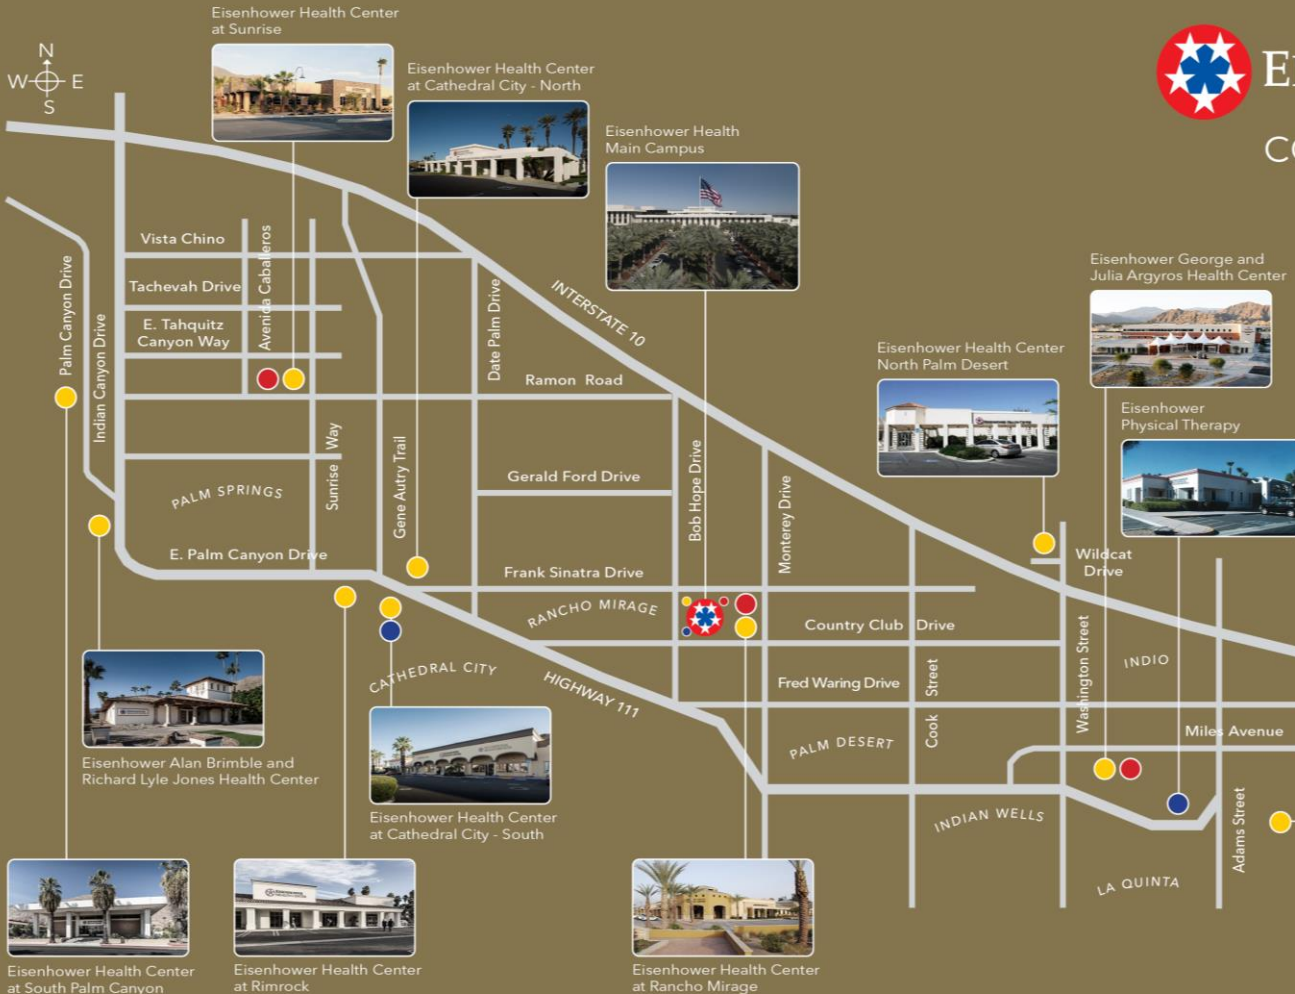 Eisenhower Health Center
at Sunrise
N
W E
S
Eisenhower Health Center
at Cathedral City - North
Eisenhower Health
Main Campus
Vista Chino
Tachevah Drive
E. Tahquitz
Canyon Way
Avenida Caballeros
Palm Canyon Drive
Indian Canyon Drive
Date Palm Drive
INTERSTATE 10
Ramon Road
Eisenhower George and
Julia Argyros Health Center
Eisenhower Health Center
North Palm Desert
Eisenhower
Physical Therapy
PALM SPRINGS
Sunrise Way
Gene Autry Trail
Gerald Ford Drive
Bob Hope Drive
Monterey Drive
E. Palm Canyon Drive
Frank Sinatra Drive
Wildcat
Drive
RANCHO MIRAGE
Country Club Drive
CATHEDRAL CITY
HIGHWAY 111
Fred Waring Drive
Cook Street
Washington Street
INDIO
Miles Avenue
PALM DESERT
INDIAN WELLS
Adams Street
LA QUINTA
Eisenhower Alan Brimble and
Richard Lyle Jones Health Center
Eisenhower Health Center
at Cathedral City - South
Eisenhower Health Center
at South Palm Canyon
Eisenhower Health Center
at Rimrock
Eisenhower Health Center
at Rancho Mirage